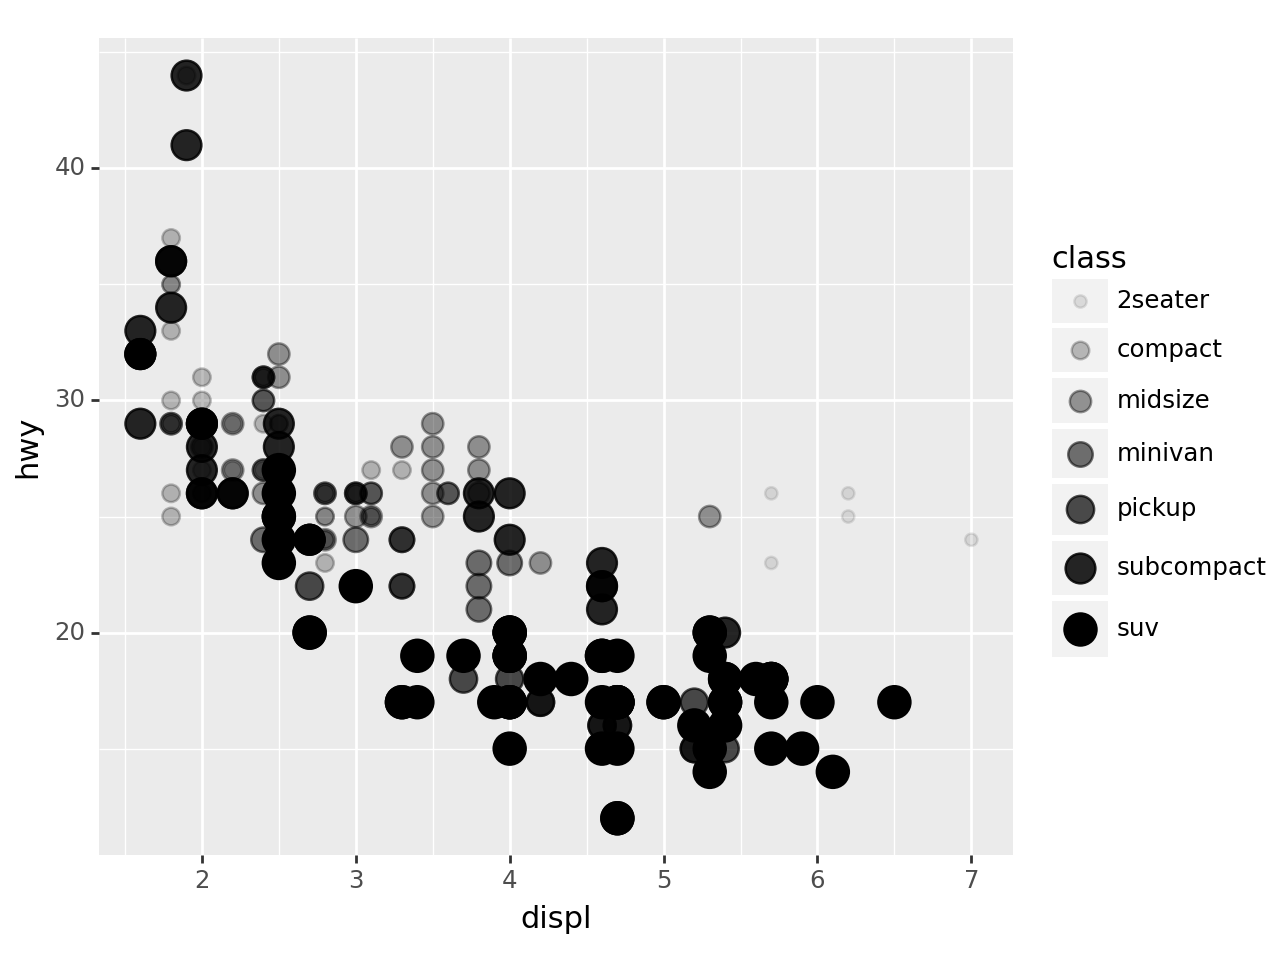 40
30
20
hwy
2 3 4 5 6 7
displ
class
2seater
compact
midsize
minivan
pickup
subcompact
suv